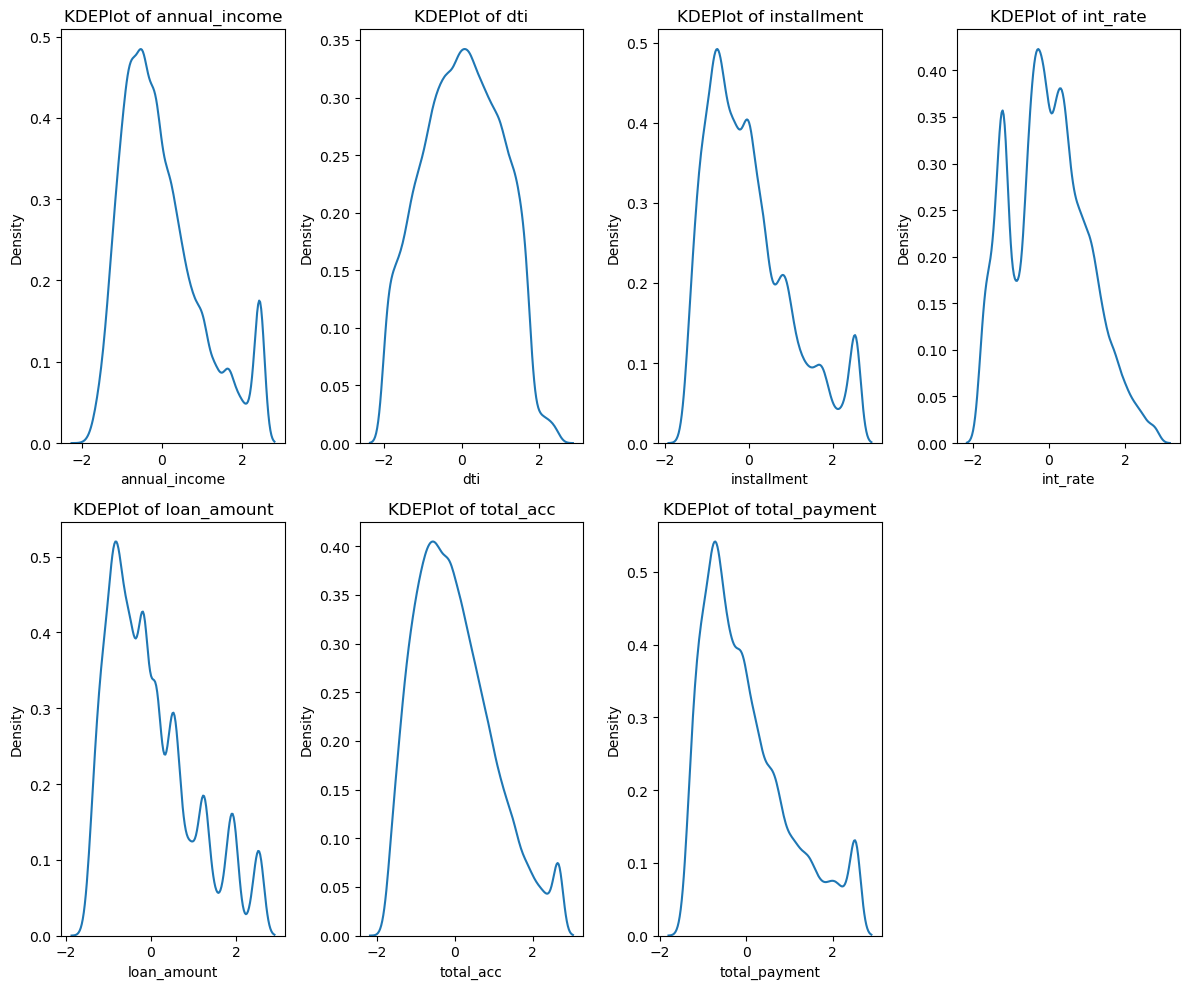 KDEPlot of annual_income
0.5
0.4
0.3
0.2
0.1
0.0
Density
−2 0 2
annual_income
KDEPlot of dti
0.35
0.30
0.25
0.20
0.15
0.10
0.05
0.00
Density
−2 0 2
dti
KDEPlot of installment
0.5
0.4
0.3
0.2
0.1
0.0
Density
−2 −1 0 1 2
installment
KDEPlot of int_rate
0.40
0.35
0.30
0.25
0.20
0.15
0.10
0.05
0.00
Density
−2 0 2
int_rate
KDEPlot of loan_amount
0.5
0.4
0.3
0.2
0.1
0.0
Density
−2 0 2
loan_amount
KDEPlot of total_acc
0.40
0.35
0.30
0.25
0.20
0.15
0.10
0.05
0.00
Density
−2 0 2
total_acc
KDEPlot of total_payment
0.5
0.4
0.3
0.2
0.1
0.0
Density
−2 −1 0 1 2
total_payment